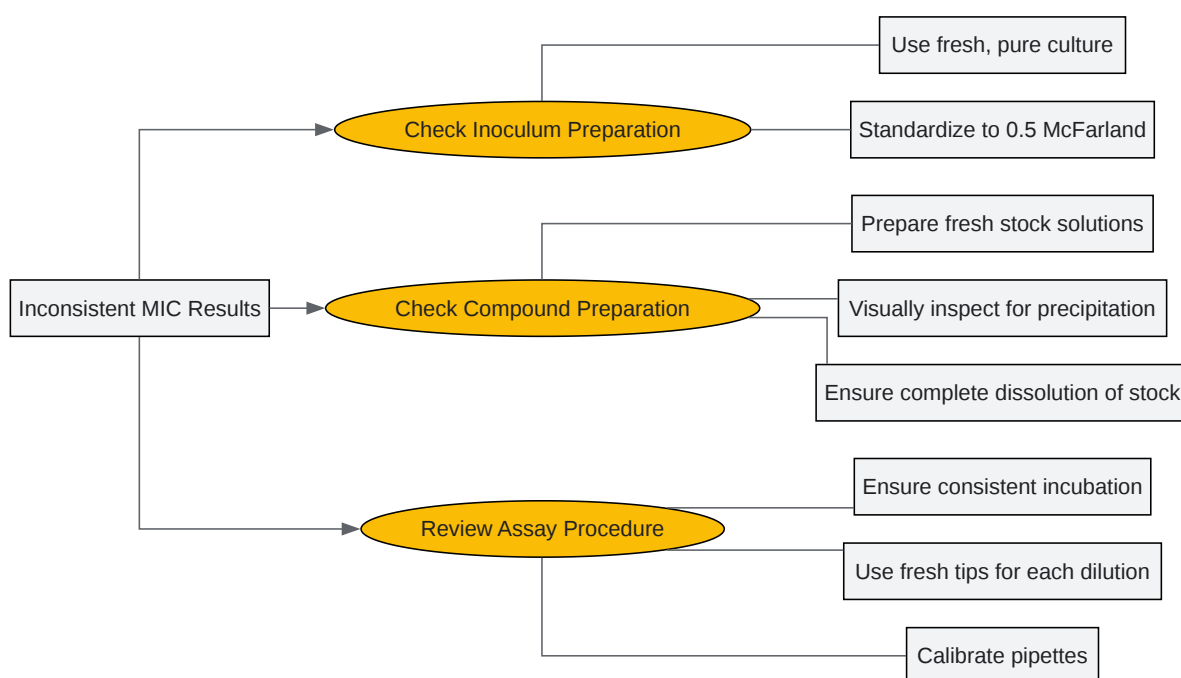 Use fresh, pure culture
Check Inoculum Preparation
Standardize to 0.5 McFarland
Prepare fresh stock solutions
Inconsistent MIC Results
Check Compound Preparation
Visually inspect for precipitation
Ensure complete dissolution of stock
Ensure consistent incubation
Review Assay Procedure
Use fresh tips for each dilution
Calibrate pipettes